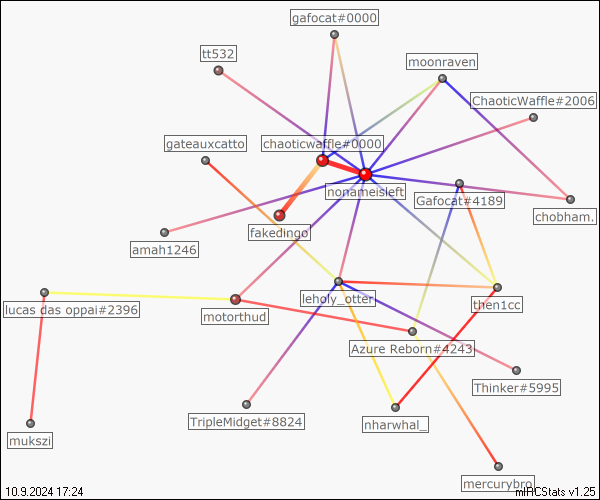 gafocat#0000
tt532
moonraven
ChaoticWaffle#2006
gateauxcatto
chaoticwaffle#0000
nonameisleft
Gafocat#4189
chobham.
fakedingo
amah1246
leholy_otter
then1cc
lucas das oppai#2396
motorthud
Azure Reborn#4243
Thinker#5995
TripleMidget#8824
nharwhal_
mukszi
mercurybro_
10.9.2024 17:24
mIRCStats v1.25